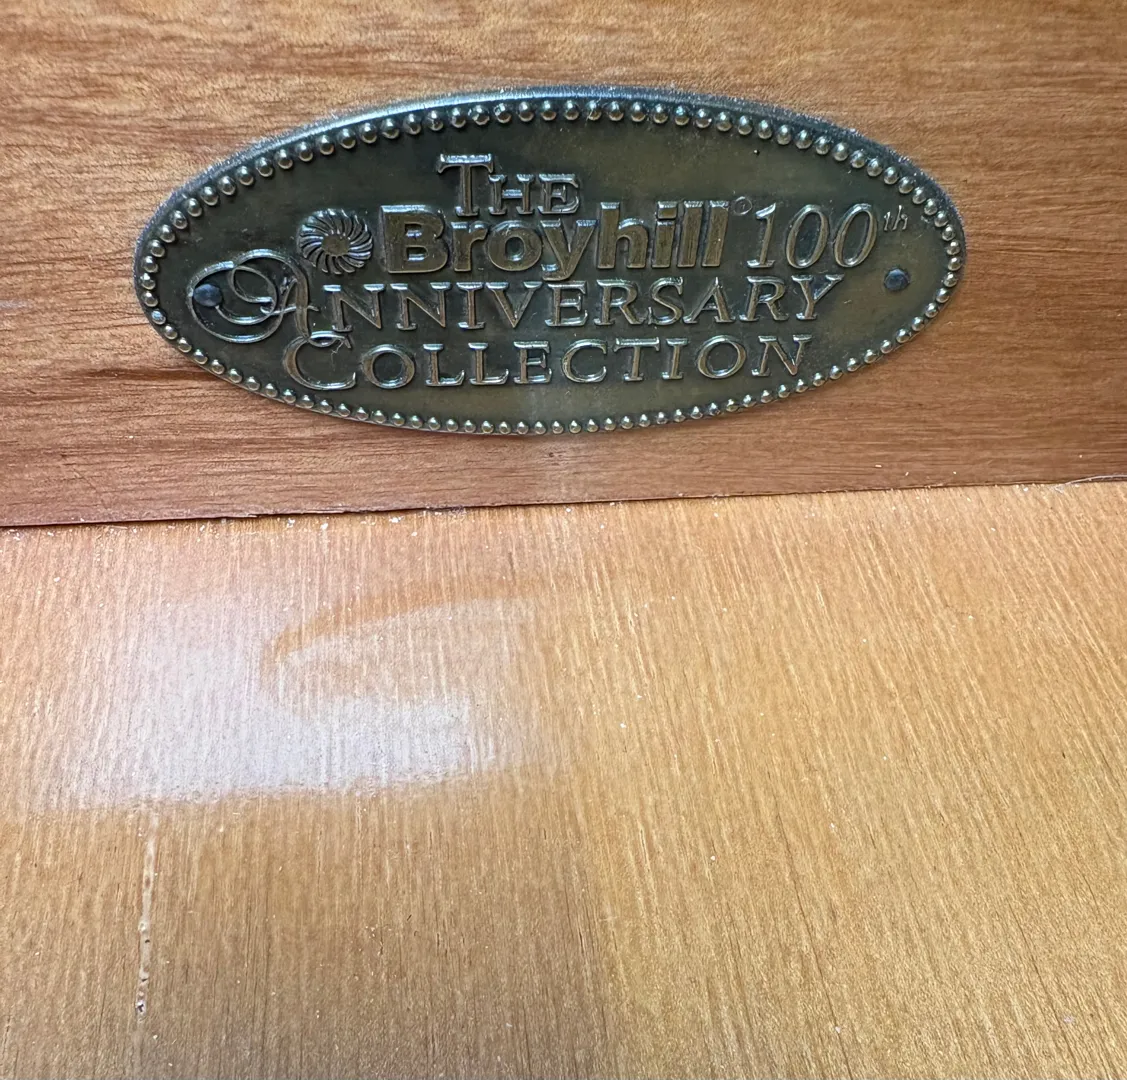 THE
Broyhill® 100th
ANNIVERSARY
COLLECTION